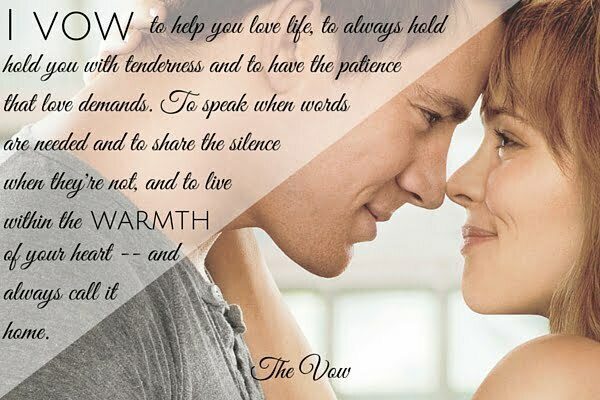 I VOW to help you love life, to always hold
hold you with tenderness and to have the patience
that love demands. To speak when words
are needed and to share the silence
when they're not, and to live
within the WARMTH
of your heart -- and
always call it
home.
The Vow